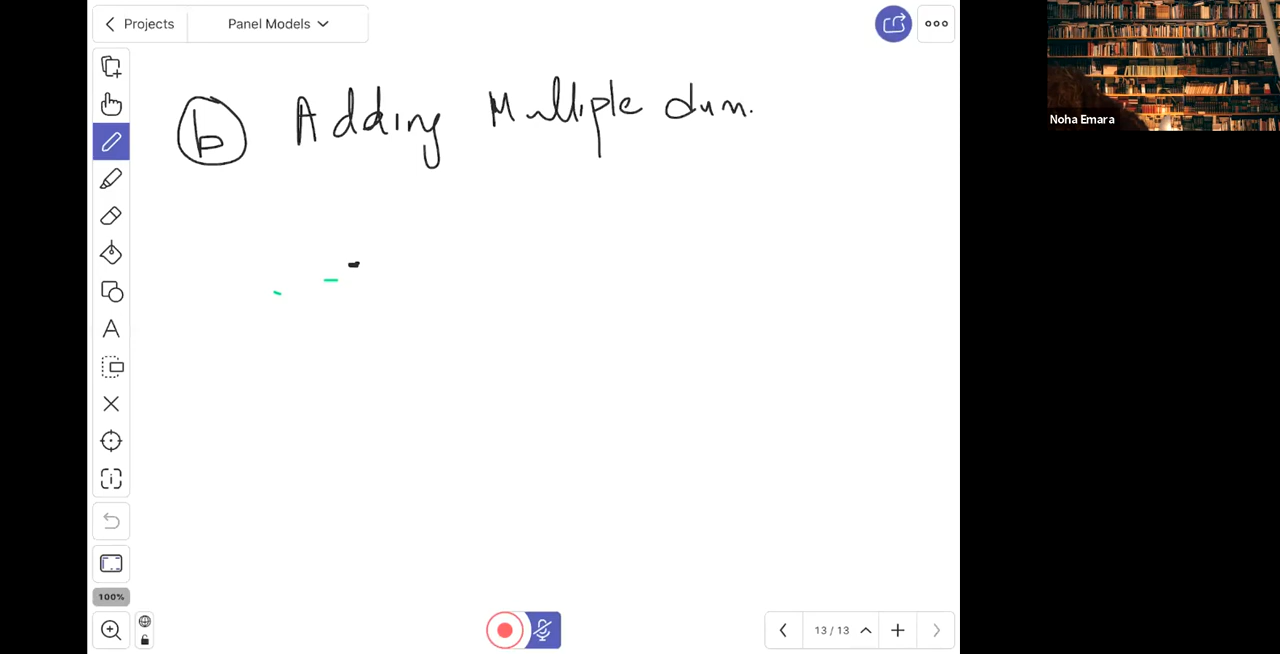 Projects
Panel Models
Noha Emara
b Adding Multiple dum.
A
100%
13 / 13